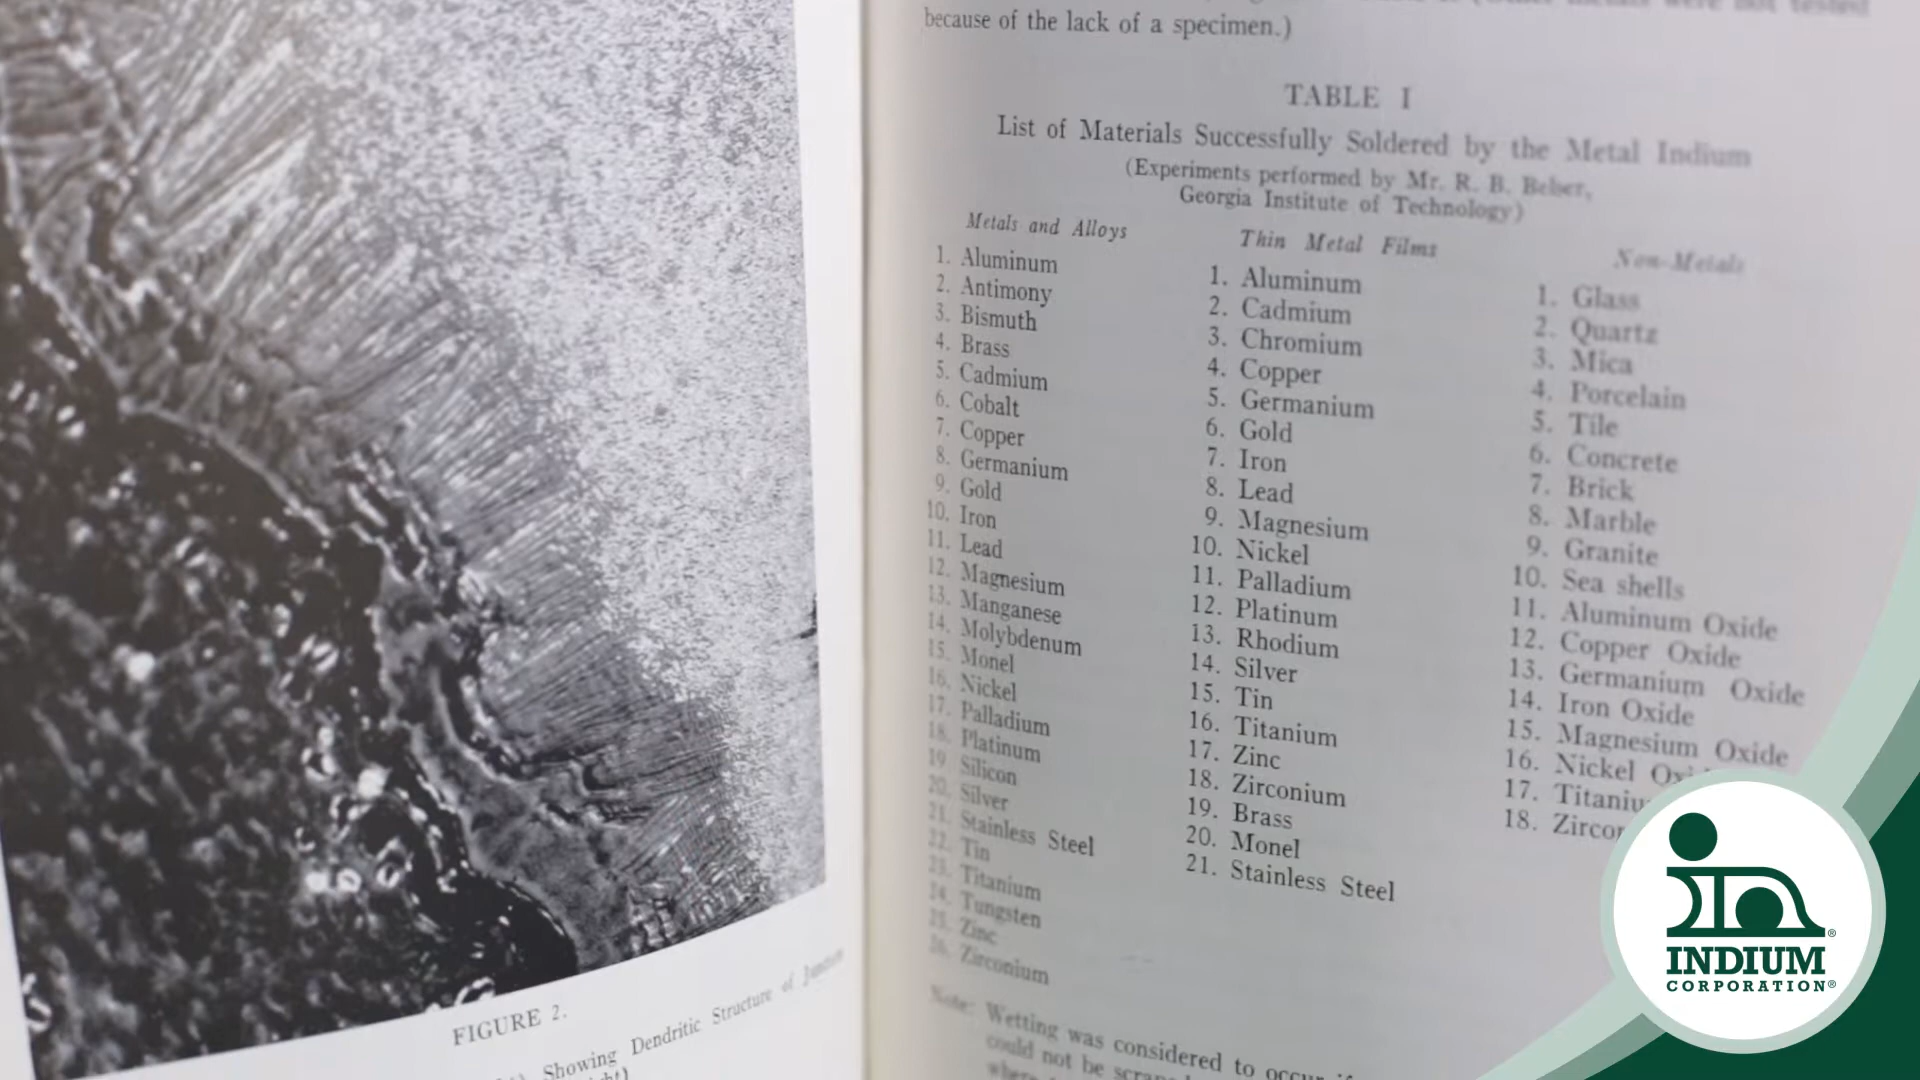 because of the lack of a specimen.)
TABLE I
List of Materials Successfully Soldered by the Metal Indium
(Experiments performed by Mr. R. B. Beber,
Georgia Institute of Technology)
Metals and Alloys
1. Aluminum
2. Antimony
3. Bismuth
4. Brass
5. Cadmium
6. Cobalt
7. Copper
8. Germanium
9. Gold
10. Iron
11. Lead
12. Magnesium
13. Manganese
14. Molybdenum
15. Monel
16. Nickel
17. Palladium
18. Platinum
19 Silicon
20. Silver
21. Stainless Steel
22. Tin
23. Titanium
24. Tungsten
25. Zinc
26. Zirconium
Thin Metal Films
1. Aluminum
2. Cadmium
3. Chromium
4. Copper
5. Germanium
6. Gold
7. Iron
8. Lead
9. Magnesium
10. Nickel
11. Palladium
12. Platinum
13. Rhodium
14. Silver
15. Tin
16. Titanium
17. Zinc
18. Zirconium
19. Brass
20. Monel
21. Stainless Steel
Non-Metals
1. Glass
2. Quartz
3. Mica
4. Porcelain
5. Tile
6. Concrete
7. Brick
8. Marble
9. Granite
10. Sea shells
11. Aluminum Oxide
12. Copper Oxide
13. Germanium Oxide
14. Iron Oxide
15. Magnesium Oxide
16. Nickel
17.
18.
Note: Wetting was considered to occur
could not be
FIGURE 2.
Showing Dendritic Structure of
INDIUM
CORPORATION®